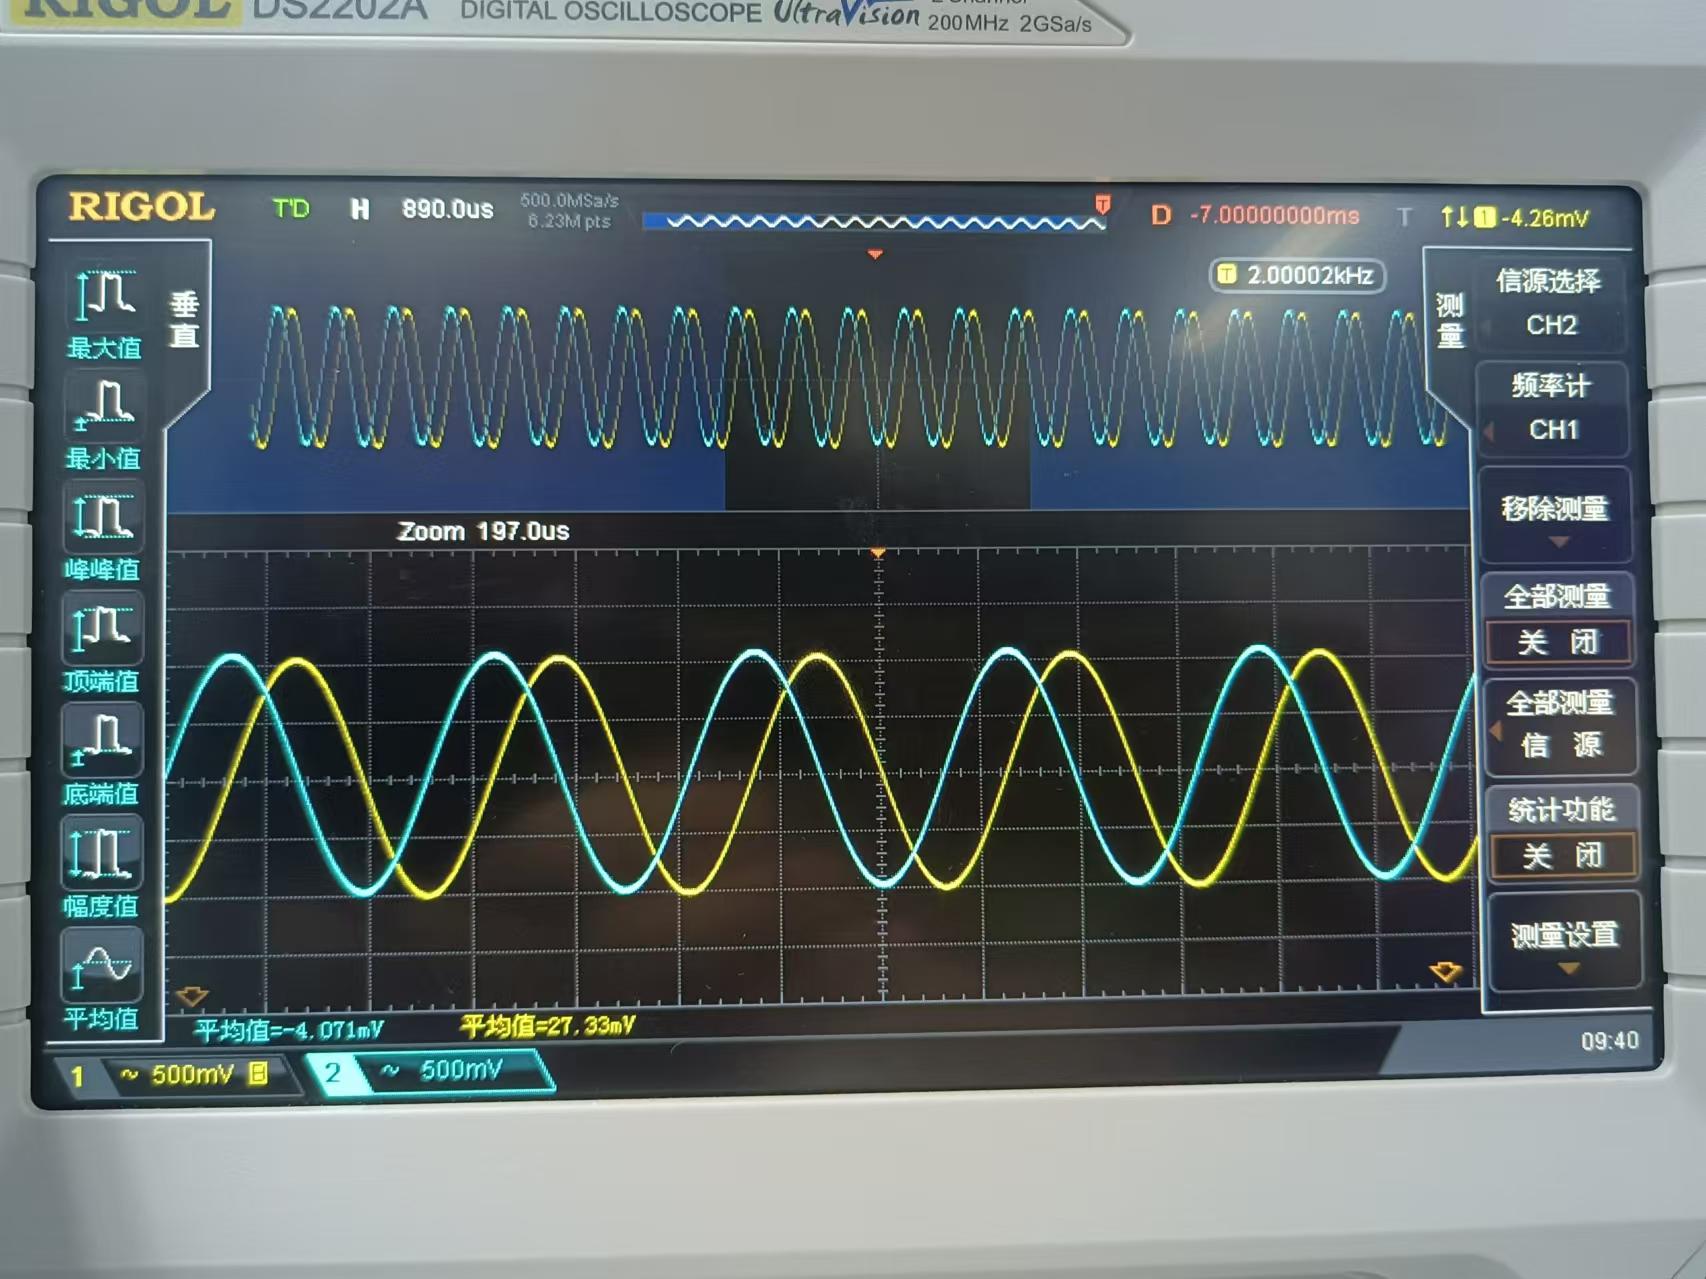 RIGOL DS2202A DIGITAL OSCILLOSCOPE UltraVision
200MHz 2GSa/s
RIGOL T'D H 890.0us 500.0MSa/s 6.23M pts D -7.00000000ms T 1 -4.26mV
T 2.00002kHz
垂直
最大值
最小值
峰峰值
顶端值
底端值
幅度值
平均值
Zoom 197.0us
测量
信源选择
CH2
频率计
CH1
移除测量
全部测量
关 闭
全部测量
信 源
统计功能
关 闭
测量设置
平均值=-4.071mV 平均值=27.33mV
1 ~ 500mV B 2 ~ 500mV
09:40